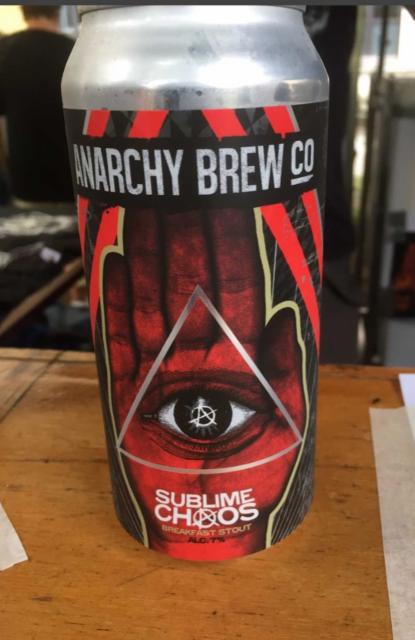 ANARCHY BREW CO
SUBLIME
CHAOS
BREAKFAST STOUT
ALC. 7%